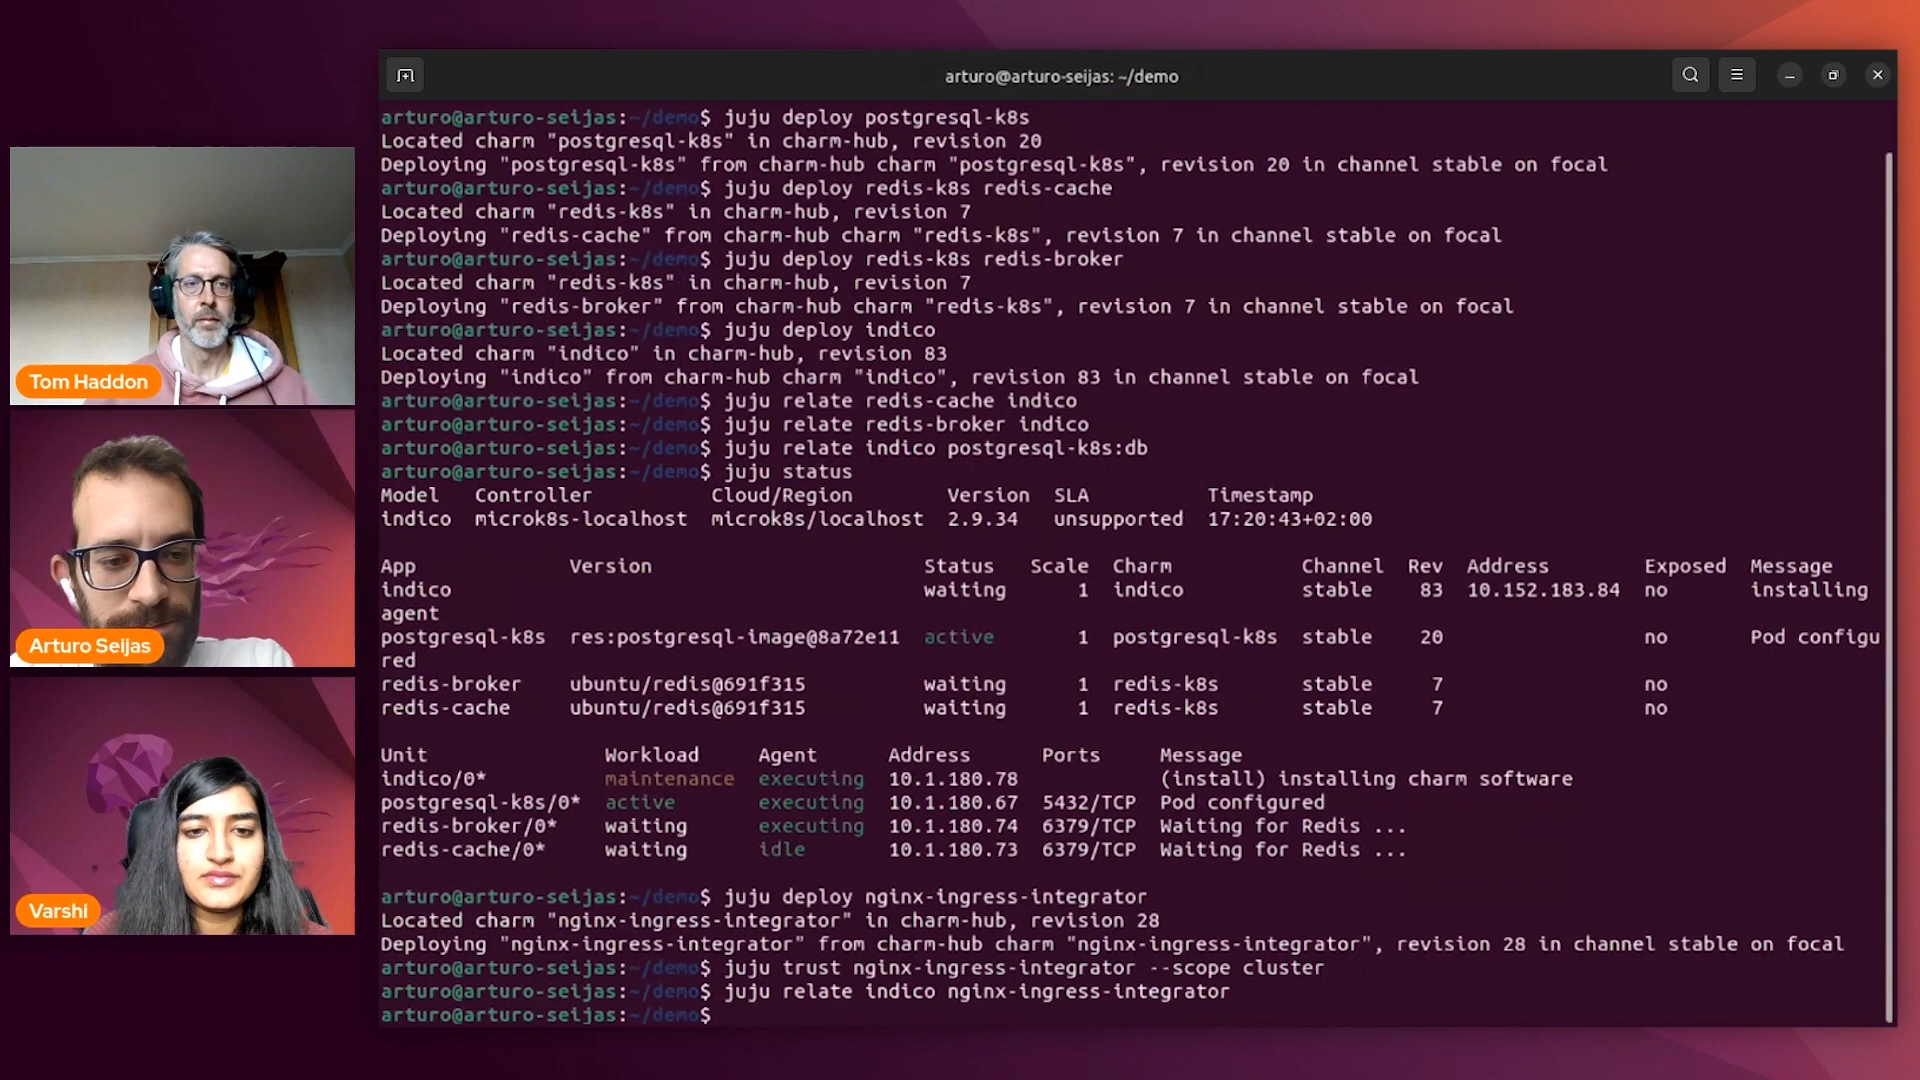 arturo@arturo-seijas: ~/demo
arturo@arturo-seijas:~/demo$ juju deploy postgresql-k8s
Located charm "postgresql-k8s" in charm-hub, revision 20
Deploying "postgresql-k8s" from charm-hub charm "postgresql-k8s", revision 20 in channel stable on focal
arturo@arturo-seijas:~/demo$ juju deploy redis-k8s redis-cache
Located charm "redis-k8s" in charm-hub, revision 7
Deploying "redis-cache" from charm-hub charm "redis-k8s", revision 7 in channel stable on focal
arturo@arturo-seijas:~/demo$ juju deploy redis-k8s redis-broker
Located charm "redis-k8s" in charm-hub, revision 7
Deploying "redis-broker" from charm-hub charm "redis-k8s", revision 7 in channel stable on focal
arturo@arturo-seijas:~/demo$ juju deploy indico
Located charm "indico" in charm-hub, revision 83
Deploying "indico" from charm-hub charm "indico", revision 83 in channel stable on focal
arturo@arturo-seijas:~/demo$ juju relate redis-cache indico
arturo@arturo-seijas:~/demo$ juju relate redis-broker indico
arturo@arturo-seijas:~/demo$ juju relate indico postgresql-k8s:db
arturo@arturo-seijas:~/demo$ juju status
Model Controller Cloud/Region Version SLA Timestamp
indico microk8s-localhost microk8s/localhost 2.9.34 unsupported 17:20:43+02:00
App Version Status Scale Charm Channel Rev Address Exposed Message
indico waiting 1 indico stable 83 10.152.183.84 no installing
agent
postgresql-k8s res:postgresql-image@8a72e11 active 1 postgresql-k8s stable 20 no Pod configu
red
redis-broker ubuntu/redis@691f315 waiting 1 redis-k8s stable 7 no
redis-cache ubuntu/redis@691f315 waiting 1 redis-k8s stable 7 no
Unit Workload Agent Address Ports Message
indico/0* maintenance executing 10.1.180.78 (install) installing charm software
postgresql-k8s/0* active executing 10.1.180.67 5432/TCP Pod configured
redis-broker/0* waiting executing 10.1.180.74 6379/TCP Waiting for Redis ...
redis-cache/0* waiting idle 10.1.180.73 6379/TCP Waiting for Redis ...
arturo@arturo-seijas:~/demo$ juju deploy nginx-ingress-integrator
Located charm "nginx-ingress-integrator" in charm-hub, revision 28
Deploying "nginx-ingress-integrator" from charm-hub charm "nginx-ingress-integrator", revision 28 in channel stable on focal
arturo@arturo-seijas:~/demo$ juju trust nginx-ingress-integrator --scope cluster
arturo@arturo-seijas:~/demo$ juju relate indico nginx-ingress-integrator
arturo@arturo-seijas:~/demo$
Tom Haddon
Arturo Seijas
Varshi